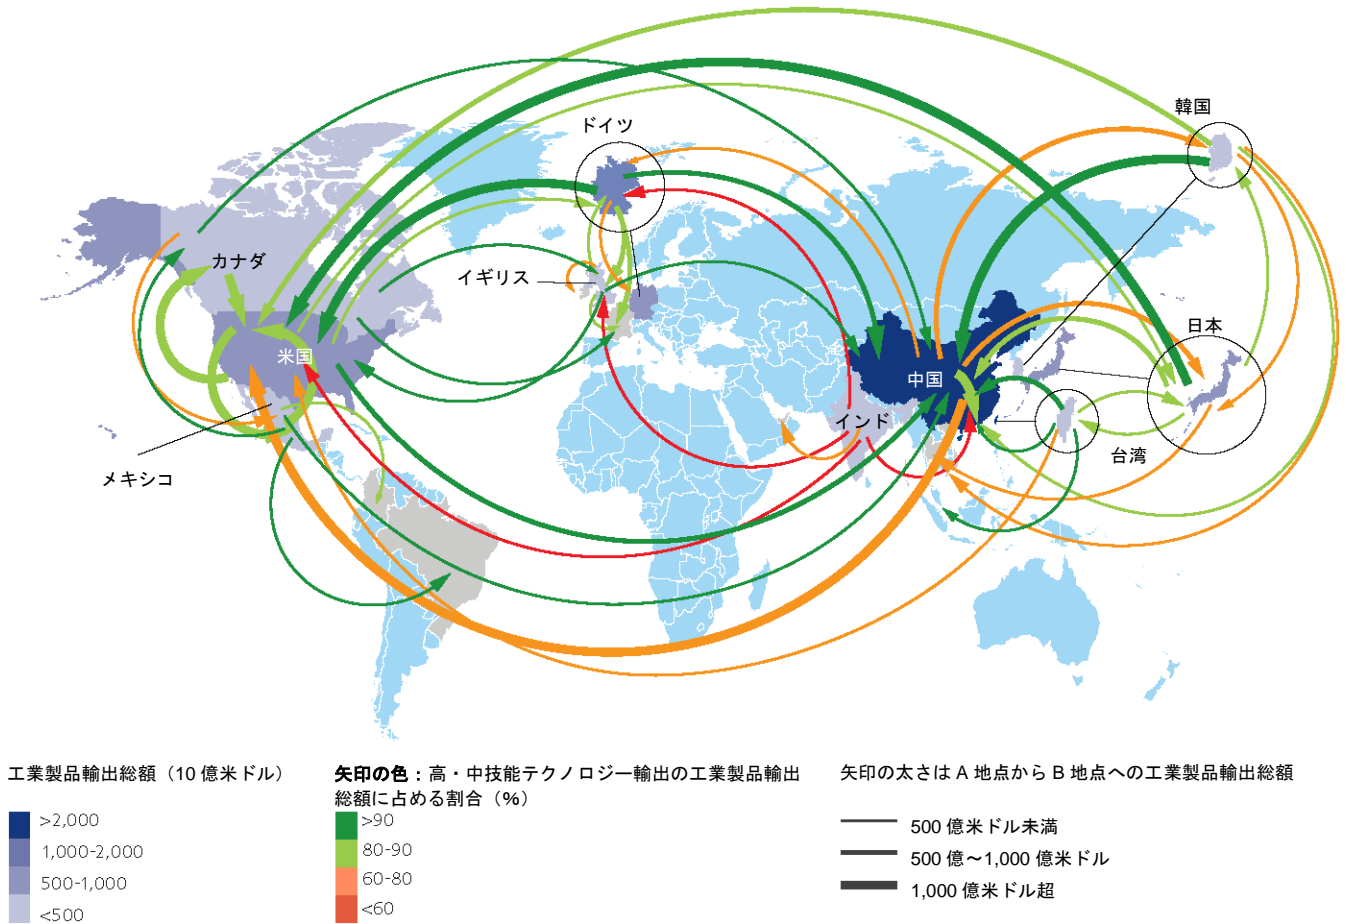 韓国
ドイツ
カナダ
イギリス
日本
米国
中国
インド
台湾
メキシコ
工業製品輸出総額（10 億米ドル）
>2,000
1,000-2,000
500-1,000
<500
矢印の色：高・中技能テクノロジー輸出の工業製品輸出
総額に占める割合（%）
>90
80-90
60-80
<60
矢印の太さは A 地点から B 地点への工業製品輸出総額
500 億米ドル未満
500 億～1,000 億米ドル
1,000 億米ドル超